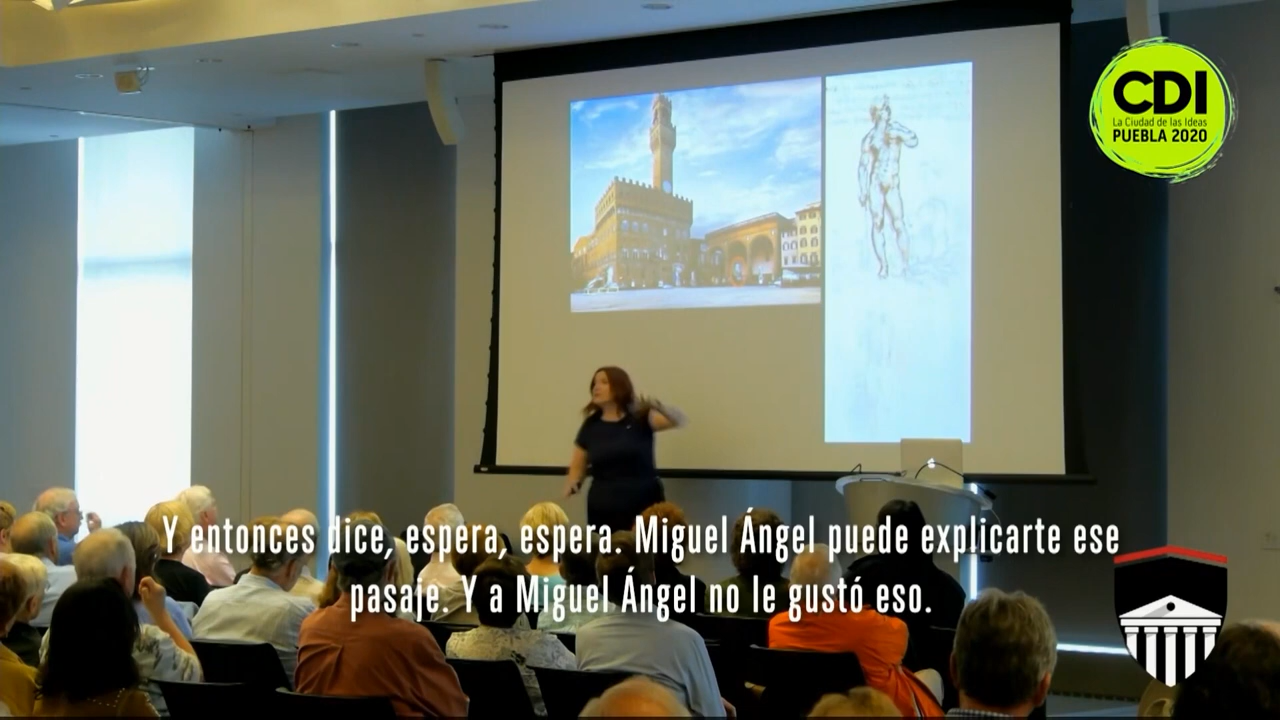 CDI
La Ciudad de las Ideas
PUEBLA 2020
Y entonces dice, espera, espera. Miguel Ángel puede explicarte ese
pasaje. Y a Miguel Ángel no le gustó eso.